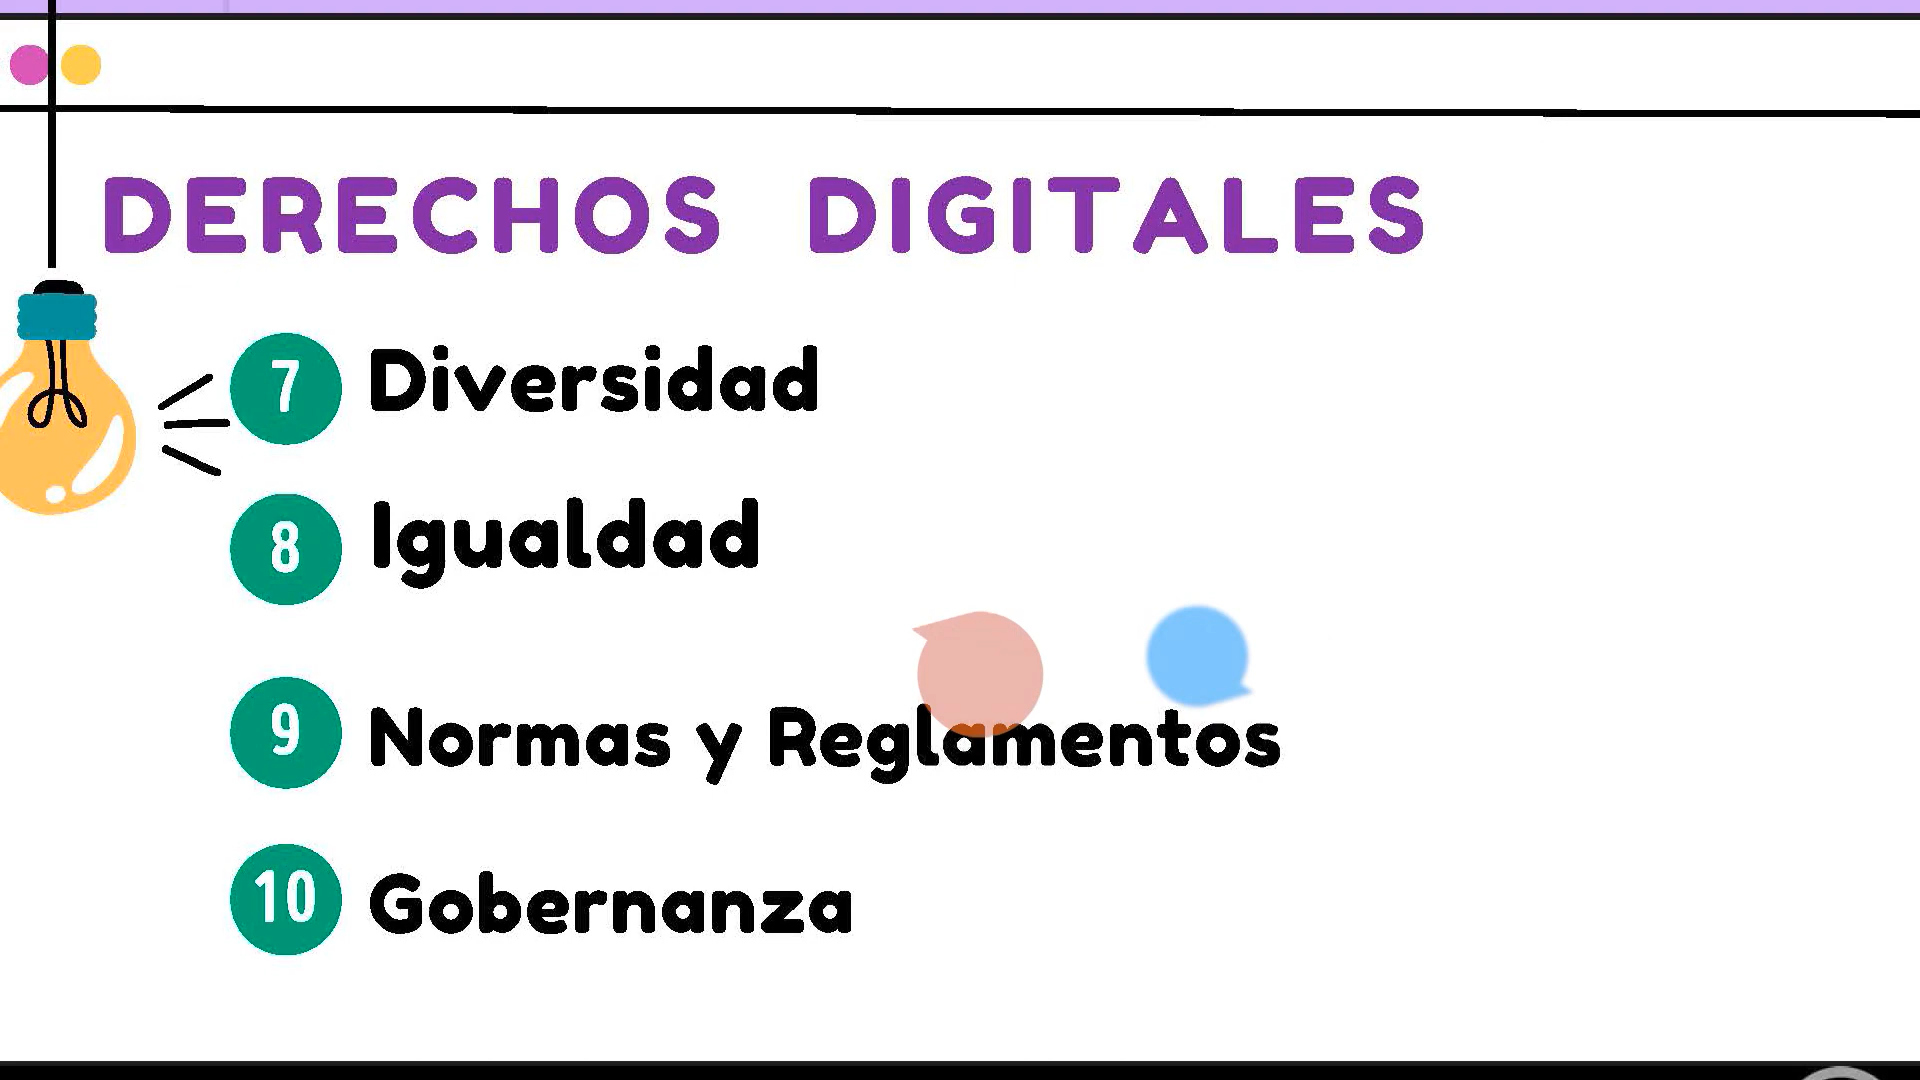 DERECHOS DIGITALES
7 Diversidad
8 Igualdad
9 Normas y Reglamentos
10 Gobernanza